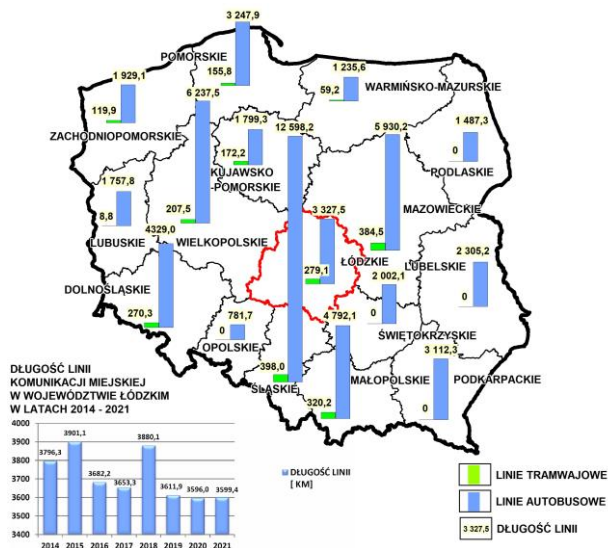 3 247,9
POMORSKIE
155,8
1 929,1
119,9
ZACHODNIOPOMORSKIE
6 237,5
207,5
WIELKOPOLSKIE
1 235,6
59,2
WARMIŃSKO-MAZURSKIE
1 799,3
172,2
KUJAWSKO
-POMORSKIE
12 598,2
398,0
ŚLĄSKIE
5 930,2
384,5
MAZOWIECKIE
1 487,3
0
PODLASKIE
1 757,8
8,8
LUBUSKIE
4329,0
270,3
DOLNOŚLĄSKIE
3 327,5
279,1
ŁÓDZKIE
2 002,1
0
ŚWIĘTOKRZYSKIE
2 305,2
0
LUBELSKIE
781,7
0
OPOLSKIE
4 792,1
320,2
MAŁOPOLSKIE
3 112,3
0
PODKARPACKIE
DŁUGOŚĆ LINII
KOMUNIKACJI MIEJSKIEJ
W WOJEWÓDZTWIE ŁÓDZKIM
W LATACH 2014 - 2021
4000
3900
3800
3700
3600
3500
3400
3796,3
3901,1
3682,2
3653,3
3880,1
3611,9
3596,0
3599,4
2014 2015 2016 2017 2018 2019 2020 2021
DŁUGOŚĆ LINII
[ KM]
LINIE TRAMWAJOWE
LINIE AUTOBUSOWE
3 327,5 DŁUGOŚĆ LINII